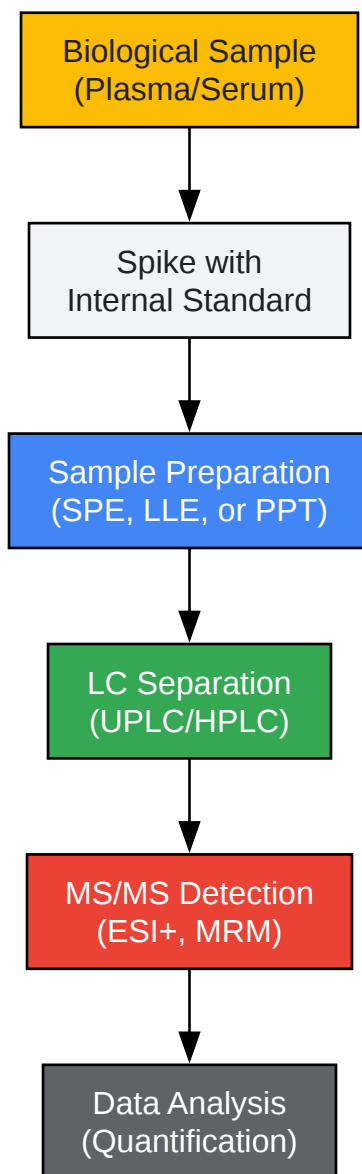 Biological Sample
(Plasma/Serum)
Spike with
Internal Standard
Sample Preparation
(SPE, LLE, or PPT)
LC Separation
(UPLC/HPLC)
MS/MS Detection
(ESI+, MRM)
Data Analysis
(Quantification)